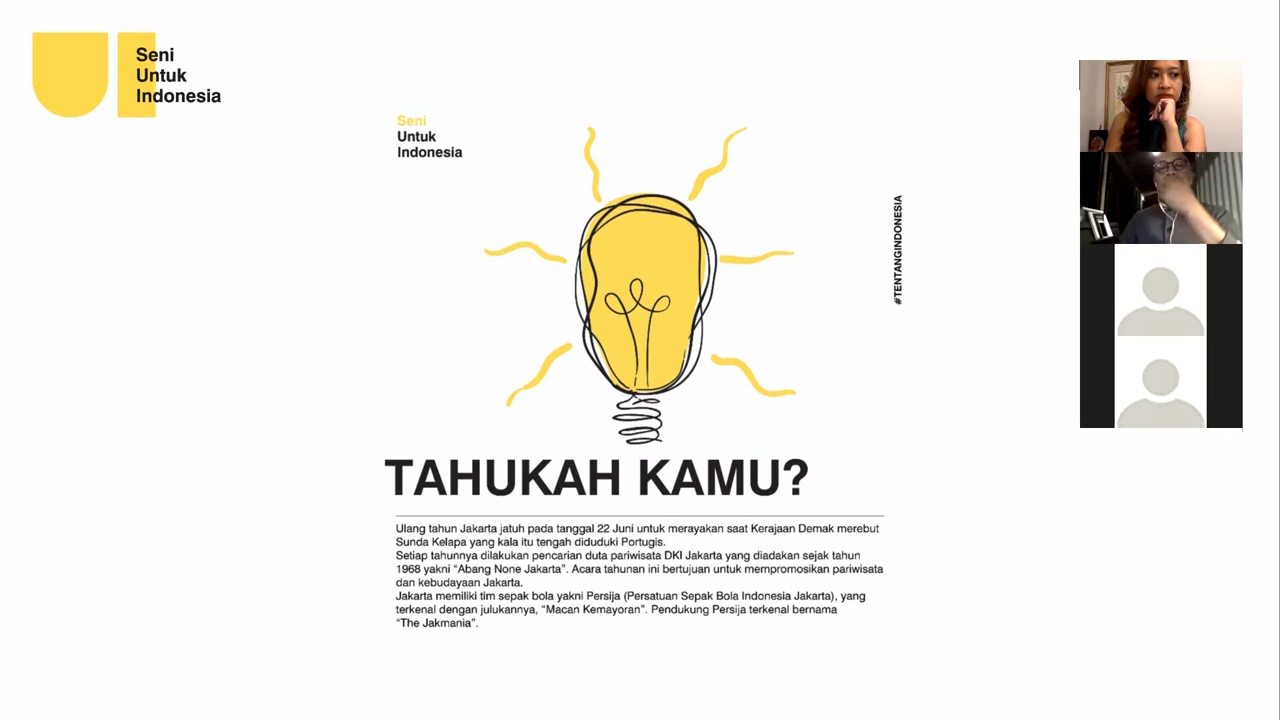 Seni
Untuk
Indonesia
Seni
Untuk
Indonesia
#TENTANGINDONESIA
TAHUKAH KAMU?
Ulang tahun Jakarta jatuh pada tanggal 22 Juni untuk merayakan saat Kerajaan Demak merebut
Sunda Kelapa yang kala itu tengah diduduki Portugis.
Setiap tahunnya dilakukan pencarian duta pariwisata DKI Jakarta yang diadakan sejak tahun
1968 yakni “Abang None Jakarta”. Acara tahunan ini bertujuan untuk mempromosikan pariwisata
dan kebudayaan Jakarta.
Jakarta memiliki tim sepak bola yakni Persija (Persatuan Sepak Bola Indonesia Jakarta), yang
terkenal dengan julukannya, “Macan Kemayoran”. Pendukung Persija terkenal bernama
“The Jakmania”.